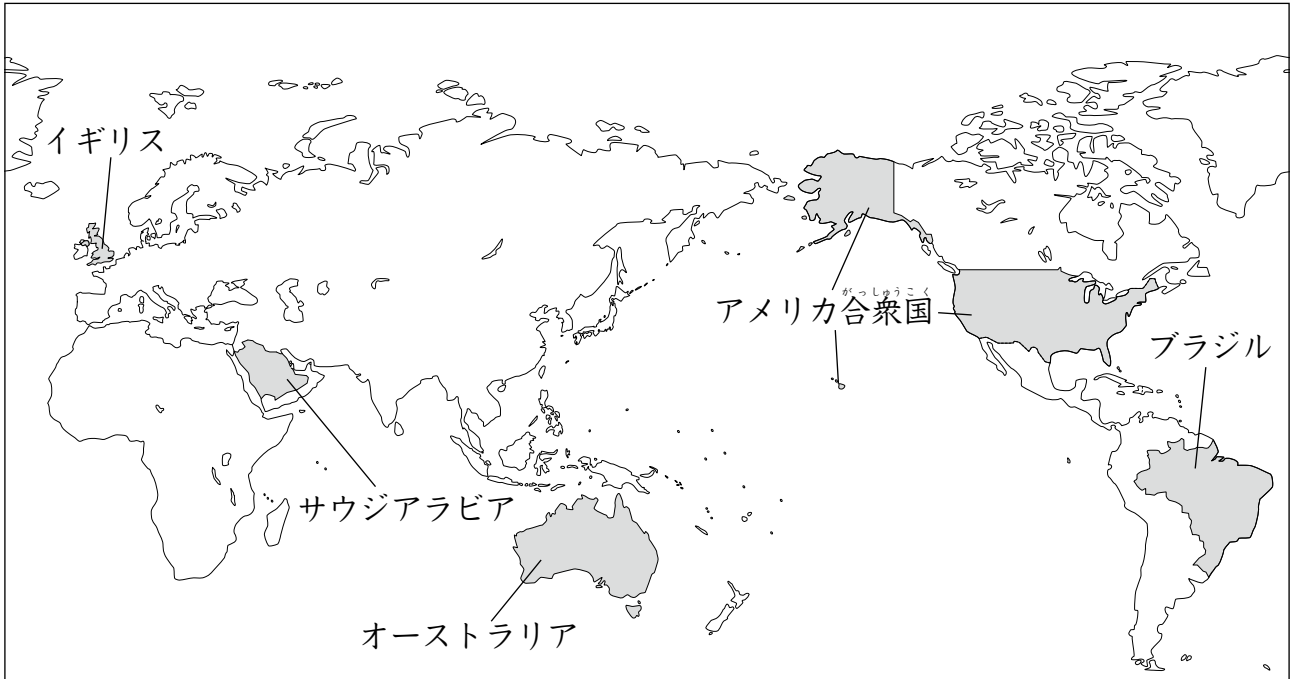 イギリス
がっしゅうこく
アメリカ合衆国
ブラジル
サウジアラビア
オーストラリア